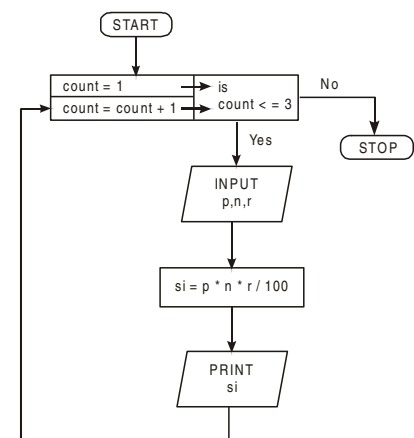 START
count = 1
count = count + 1
is
count < = 3
No
STOP
Yes
INPUT
p,n,r
si = p * n * r / 100
PRINT
si